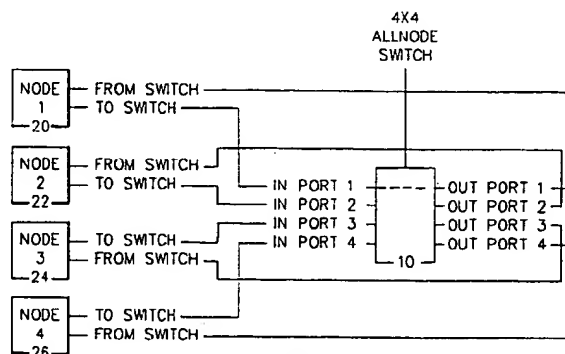 4X4
ALLNODE
SWITCH
NODE
1
20
FROM SWITCH
TO SWITCH
NODE
2
22
FROM SWITCH
TO SWITCH
NODE
3
24
TO SWITCH
FROM SWITCH
NODE
4
26
TO SWITCH
FROM SWITCH
IN PORT 1
IN PORT 2
IN PORT 3
IN PORT 4
10
OUT PORT 1
OUT PORT 2
OUT PORT 3
OUT PORT 4